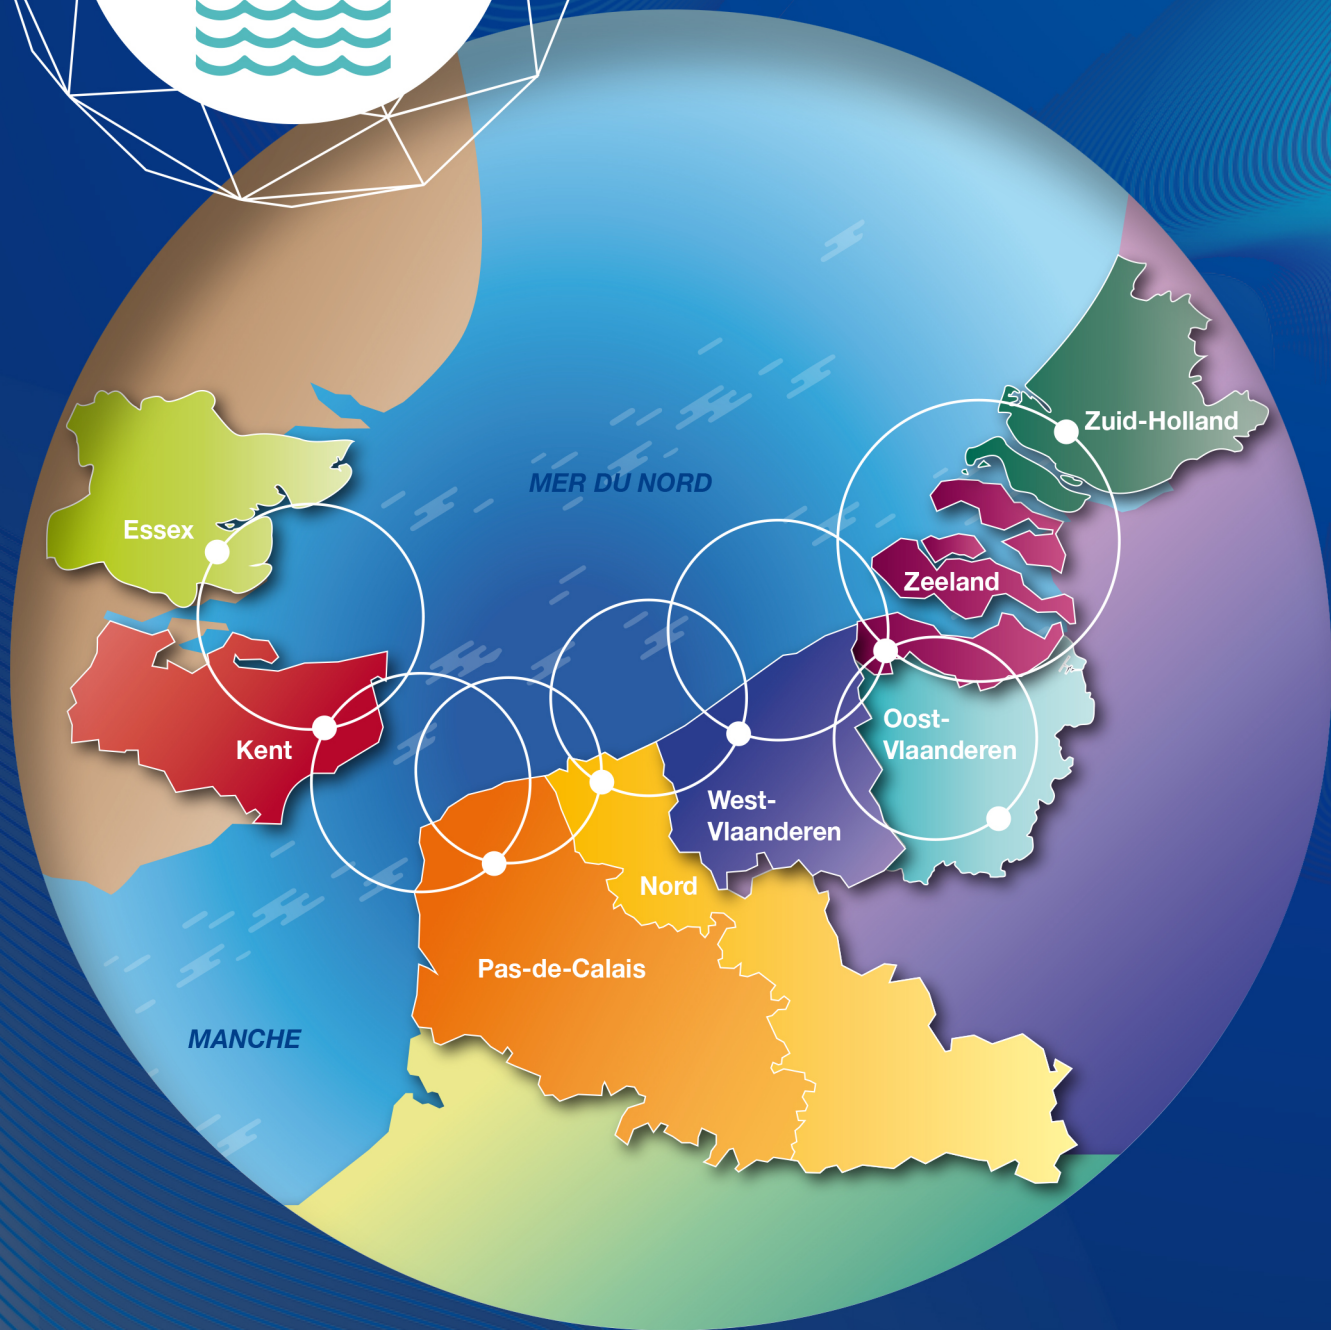 Zuid-Holland
MER DU NORD
Essex
Zeeland
Oost-
Vlaanderen
Kent
West-
Vlaanderen
Nord
Pas-de-Calais
MANCHE